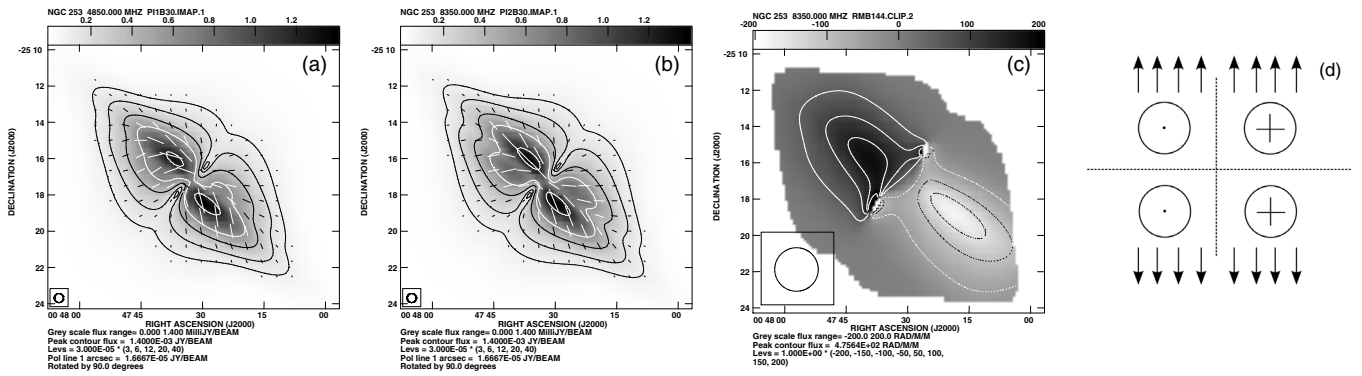 NGC 253 4850.000 MHZ PI1B30.IMAP.1
0.2 0.4 0.6 0.8 1.0 1.2
(a)
-25 10
12
14
16
18
20
22
24
DECLINATION (J2000)
00 48 00 47 45 30 15 00
RIGHT ASCENSION (J2000)
Grey scale flux range= 0.000 1.400 MilliJY/BEAM
Peak contour flux = 1.4000E-03 JY/BEAM
Levs = 3.000E-05 * (3, 6, 12, 20, 40)
Pol line 1 arcsec = 1.6667E-05 JY/BEAM
Rotated by 90.0 degrees
NGC 253 8350.000 MHZ PI2B30.IMAP.1
0.2 0.4 0.6 0.8 1.0 1.2
(b)
-25 10
12
14
16
18
20
22
24
DECLINATION (J2000)
00 48 00 47 45 30 15 00
RIGHT ASCENSION (J2000)
Grey scale flux range= 0.000 1.400 MilliJY/BEAM
Peak contour flux = 1.4000E-03 JY/BEAM
Levs = 3.000E-05 * (3, 6, 12, 20, 40)
Pol line 1 arcsec = 1.6667E-05 JY/BEAM
Rotated by 90.0 degrees
NGC 253 8350.000 MHZ RMB144.CLIP.2
-200 -100 0 100 200
(c)
-25 10
12
14
16
18
20
22
24
DECLINATION (J2000)
00 48 00 47 45 30 15
RIGHT ASCENSION (J2000)
Grey scale flux range= -200.0 200.0 RAD/M/M
Peak contour flux = 4.7564E+02 RAD/M/M
Levs = 1.000E+00 * (-200, -150, -100, -50, 50, 100,
150, 200)
(d)